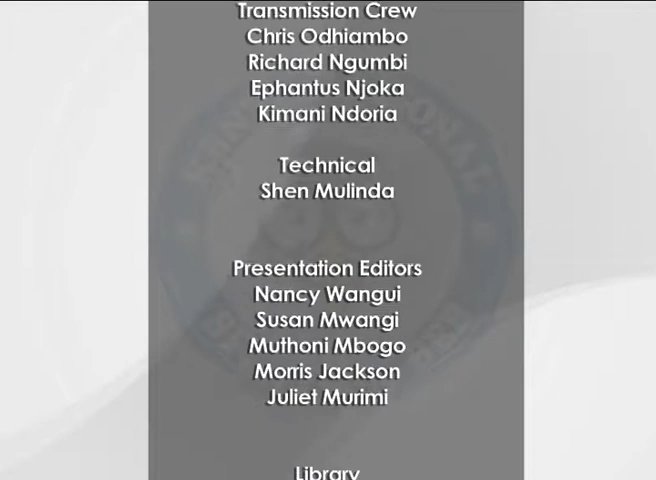 Transmission Crew
Chris Odhiambo
Richard Ngumbi
Ephantus Njoka
Kimani Ndoria
Technical
Shen Mulinda
Presentation Editors
Nancy Wangui
Susan Mwangi
Muthoni Mbogo
Morris Jackson
Juliet Murimi
Library